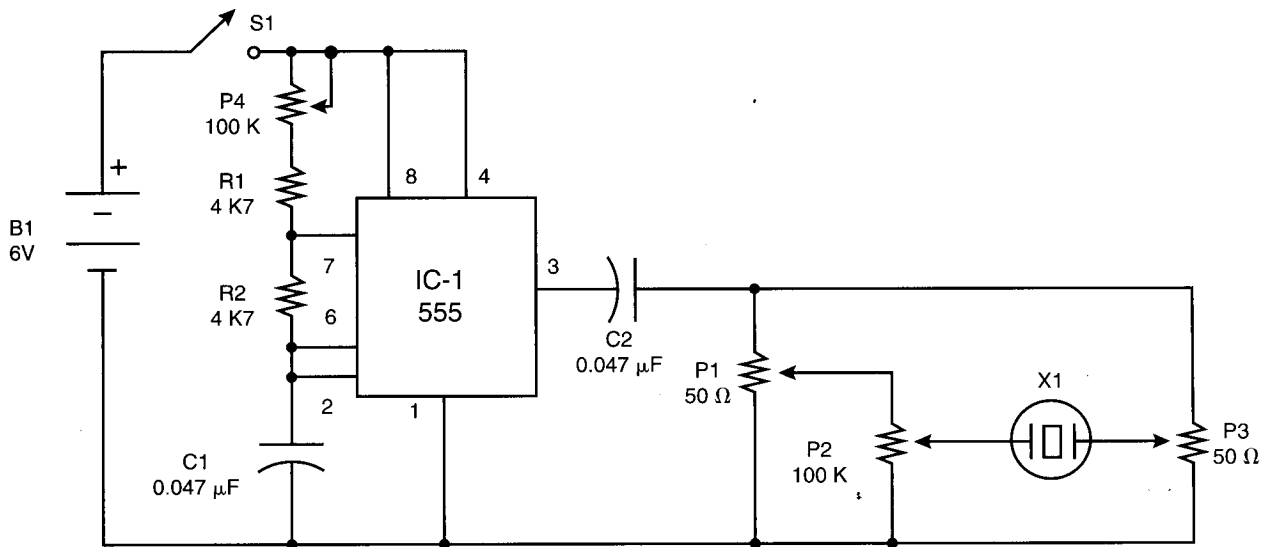 S1
P4
100 K
+
R1
4 K7
8
4
−
B1
6V
7
3
IC-1
555
R2
4 K7
6
C2
0.047 µF
P1
50 Ω
X1
2
1
P2
100 K
P3
50 Ω
C1
0.047 µF